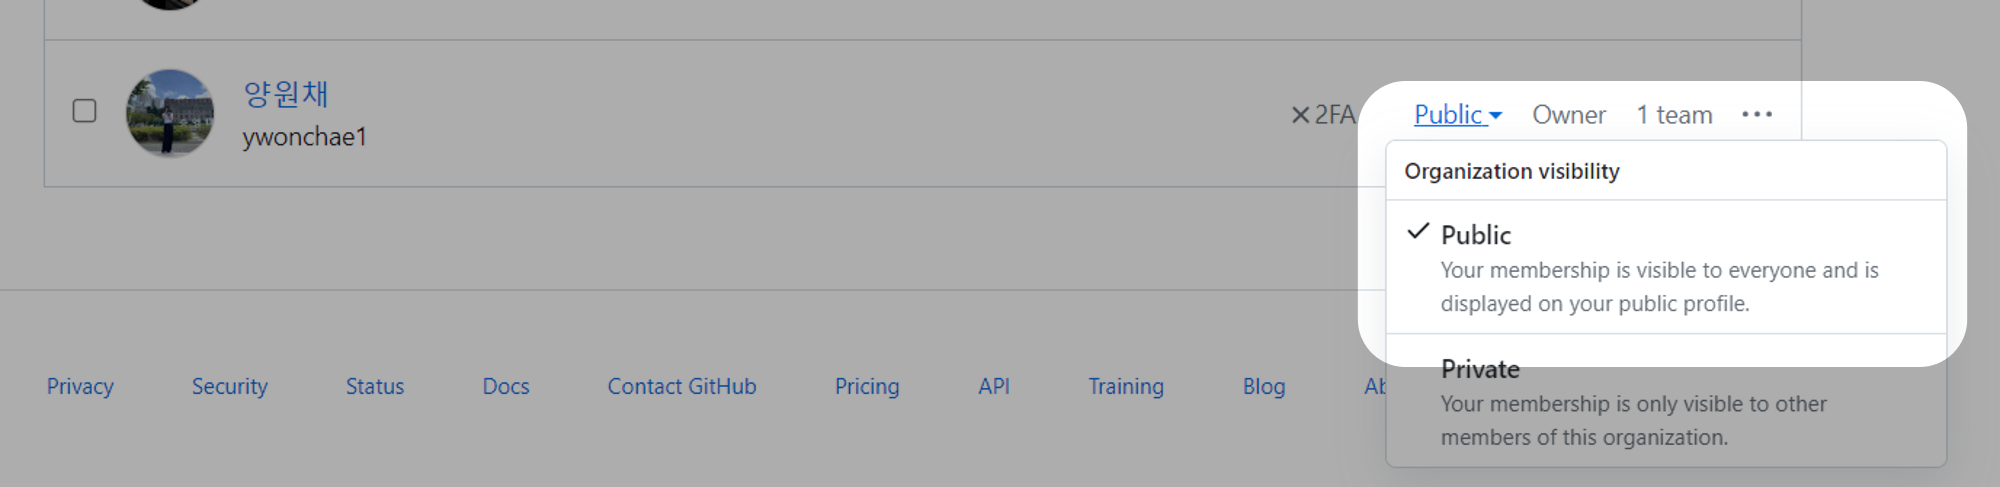 양원채
ywonchae1
2FA Public Owner 1 team
Organization visibility
Public
Your membership is visible to everyone and is
displayed on your public profile.
Private
Your membership is only visible to other
members of this organization.
Privacy Security Status Docs Contact GitHub Pricing API Training Blog